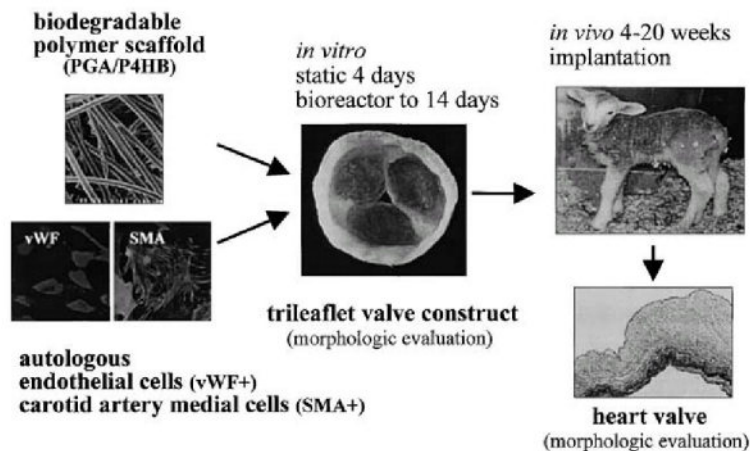 biodegradable
polymer scaffold
(PGA/P4HB)
in vitro
static 4 days
bioreactor to 14 days
in vivo 4-20 weeks
implantation
vWF
SMA
trileaflet valve construct
(morphologic evaluation)
autologous
endothelial cells (vWF+)
carotid artery medial cells (SMA+)
heart valve
(morphologic evaluation)